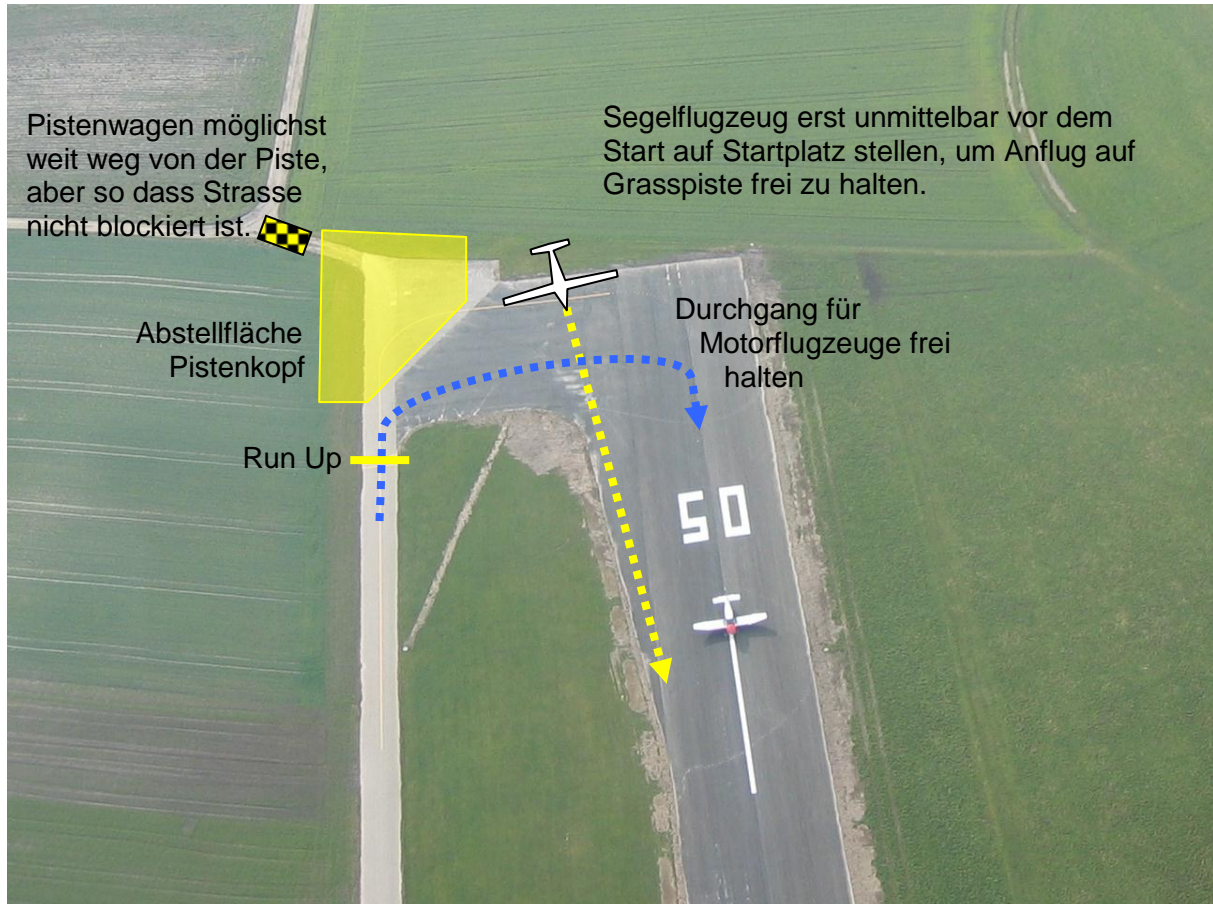 Pistenwagen möglichst
weit weg von der Piste,
aber so dass Strasse
nicht blockiert ist.
Segelflugzeug erst unmittelbar vor dem
Start auf Startplatz stellen, um Anflug auf
Grasspiste frei zu halten.
Abstellfläche
Pistenkopf
Durchgang für
Motorflugzeuge frei
halten
Run Up
05